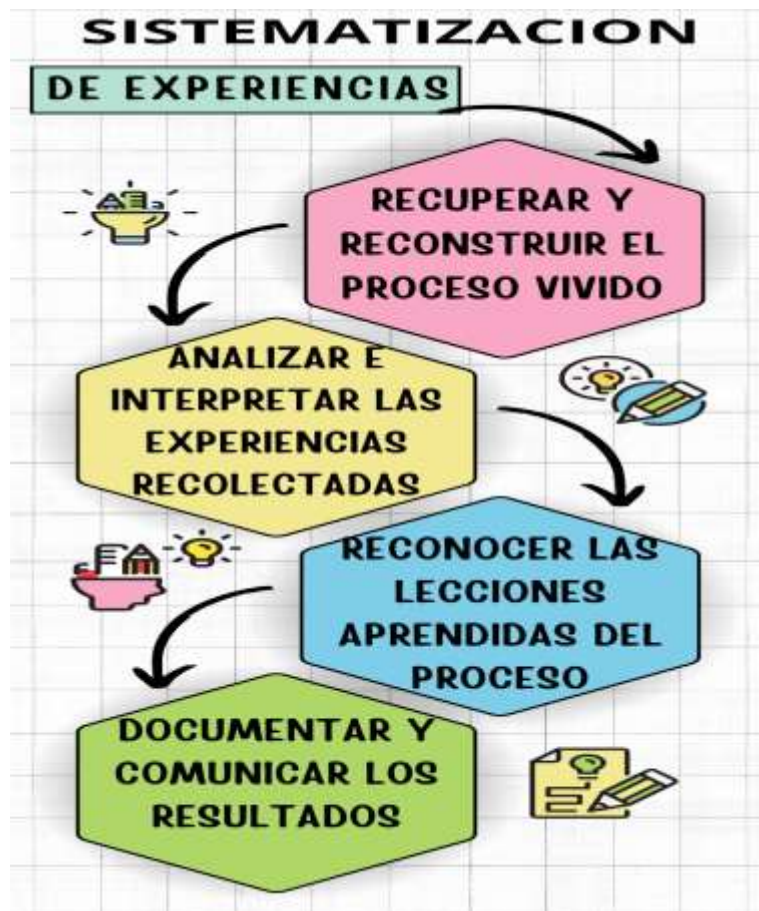 SISTEMATIZACION
DE EXPERIENCIAS
RECUPERAR Y
RECONSTRUIR EL
PROCESO VIVIDO
ANALIZAR E
INTERPRETAR LAS
EXPERIENCIAS
RECOLECTADAS
RECONOCER LAS
LECCIONES
APRENDIDAS DEL
PROCESO
DOCUMENTAR Y
COMUNICAR LOS
RESULTADOS